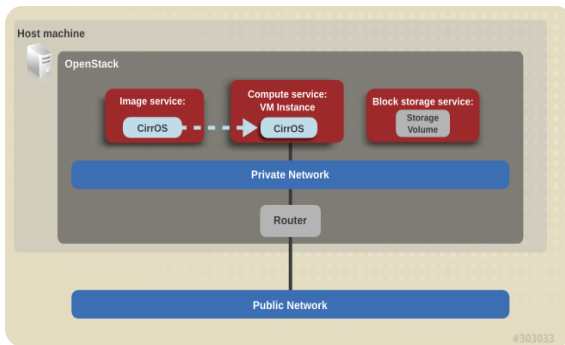 Host machine
OpenStack
Image service:
CirrOS
Compute service:
VM Instance
CirrOS
Block storage service:
Storage
Volume
Private Network
Router
Public Network
#303033